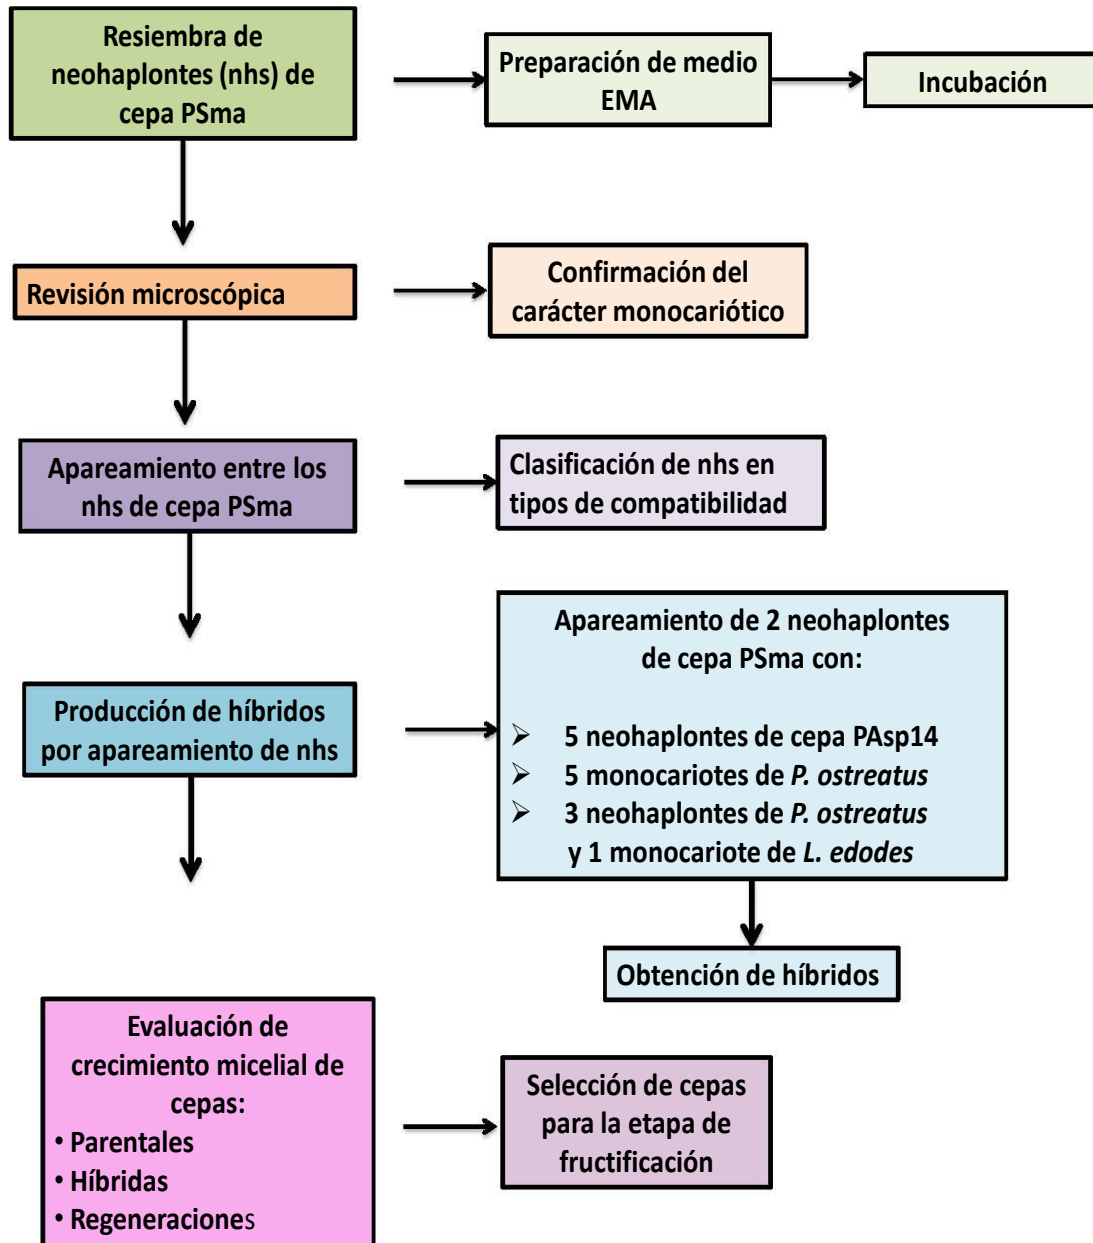 Resiembra de
neohaplontes (nhs) de
cepa PSma
Preparación de medio
EMA
Incubación
Revisión microscópica
Confirmación del
carácter monocariótico
Apareamiento entre los
nhs de cepa PSma
Clasificación de nhs en
tipos de compatibilidad
Producción de híbridos
por apareamiento de nhs
Apareamiento de 2 neohaplontes
de cepa PSma con:
➢ 5 neohaplontes de cepa PAsp14
➢ 5 monocariotes de P. ostreatus
➢ 3 neohaplontes de P. ostreatus
y 1 monocariote de L. edodes
Obtención de híbridos
Evaluación de
crecimiento micelial de
cepas:
• Parentales
• Híbridas
• Regeneraciones
Selección de cepas
para la etapa de
fructificación